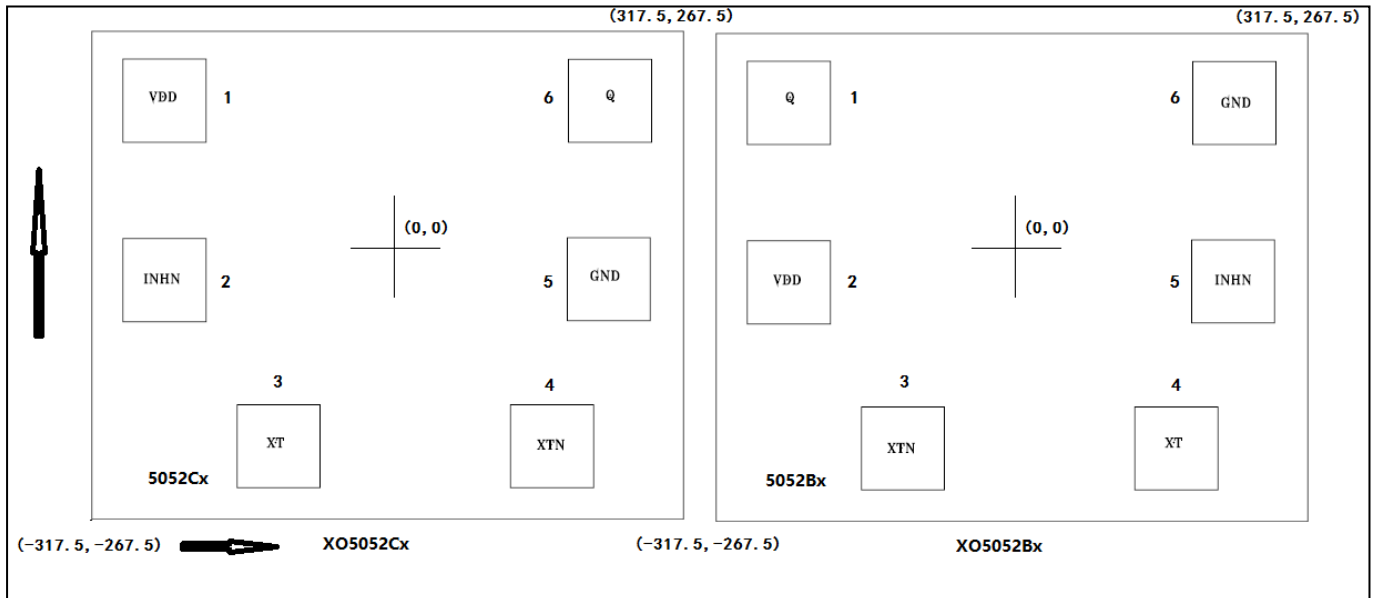 (317.5,267.5)
(317.5,267.5)
VDD
1
6
Q
Q
1
6
GND
(0,0)
(0,0)
INHN
2
5
GND
VDD
2
5
INHN
3
4
3
4
XT
XTN
XTN
XT
5052Cx
5052Bx
(-317.5,-267.5)
XO5052Cx
(-317.5,-267.5)
XO5052Bx